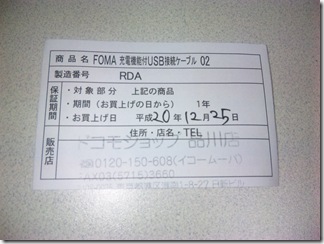 商品名 FOMA 充電機能付USB接続ケーブル 02
製造番号 RDA
保証期間
・対象部分 上記の商品
・期間（お買上げの日から） 1年
・お買上げ日 平成20年12月25日
販売店
住所・店名・TEL
ドコモショップ 品川店
0120-150-608(イコームーバ)
FAX03(5715)3660